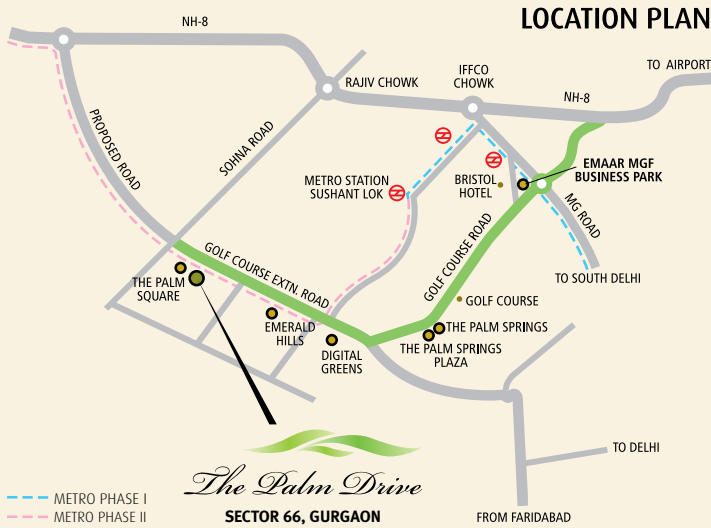 LOCATION PLAN
NH-8
TO AIRPORT
IFFCO
CHOWK
RAJIV CHOWK
NH-8
PROPOSED ROAD
SOHNA ROAD
METRO STATION
SUSHANT LOK
BRISTOL
HOTEL
EMAAR MGF
BUSINESS PARK
MG ROAD
GOLF COURSE ROAD
GOLF COURSE EXTN. ROAD
TO SOUTH DELHI
THE PALM
SQUARE
GOLF COURSE
EMERALD
HILLS
THE PALM SPRINGS
DIGITAL
GREENS
THE PALM SPRINGS
PLAZA
TO DELHI
The Palm Drive
SECTOR 66, GURGAON
METRO PHASE I
METRO PHASE II
FROM FARIDABAD